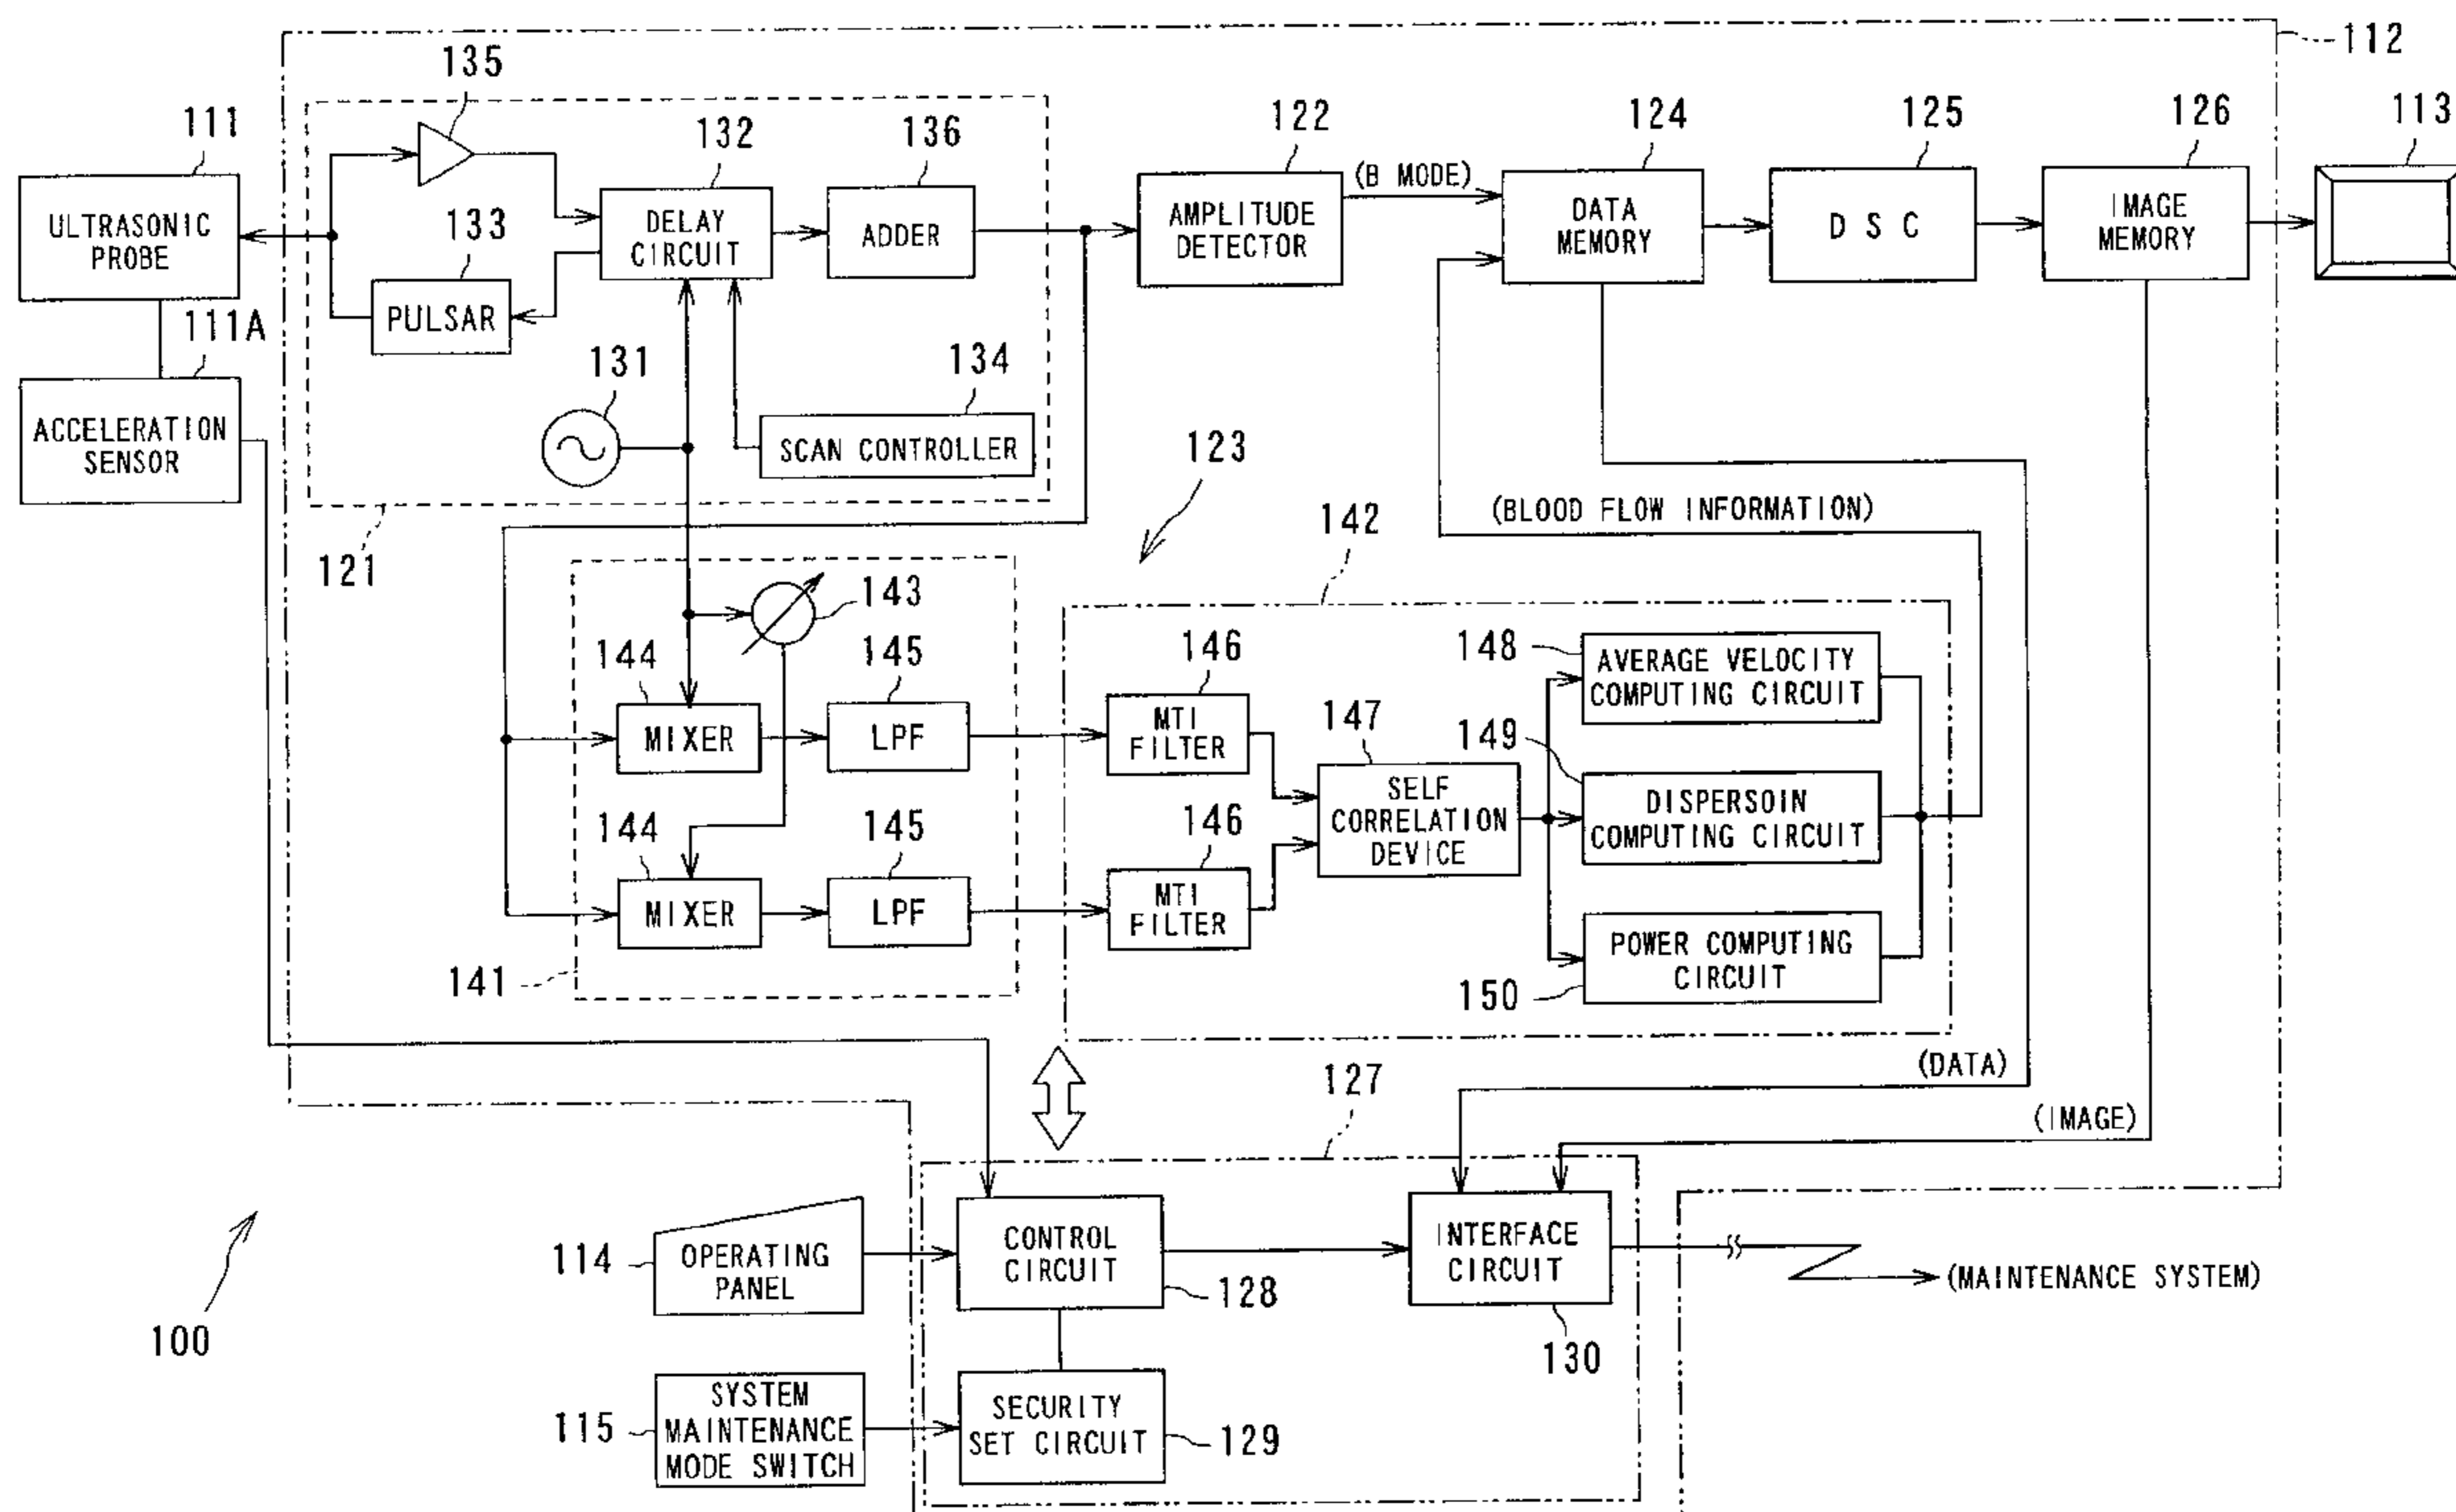 112
135
111
132
136
122
124
125
126
113
(B MODE)
ULTRASONIC
PROBE
133
DELAY
CIRCUIT
ADDER
AMPLITUDE
DETECTOR
DATA
MEMORY
D S C
IMAGE
MEMORY
PULSAR
111A
131
134
ACCELERATION
SENSOR
SCAN CONTROLLER
123
(BLOOD FLOW INFORMATION)
121
142
143
144
145
146
148
AVERAGE VELOCITY
COMPUTING CIRCUIT
MIXER
LPF
MTI
FILTER
147
149
SELF
CORRELATION
DEVICE
DISPERSOIN
COMPUTING CIRCUIT
144
145
146
MIXER
LPF
MTI
FILTER
POWER COMPUTING
CIRCUIT
141
150
127
(DATA)
(IMAGE)
114
OPERATING
PANEL
CONTROL
CIRCUIT
128
INTERFACE
CIRCUIT
(MAINTENANCE SYSTEM)
100
130
115
SYSTEM
MAINTENANCE
MODE SWITCH
SECURITY
SET CIRCUIT
129